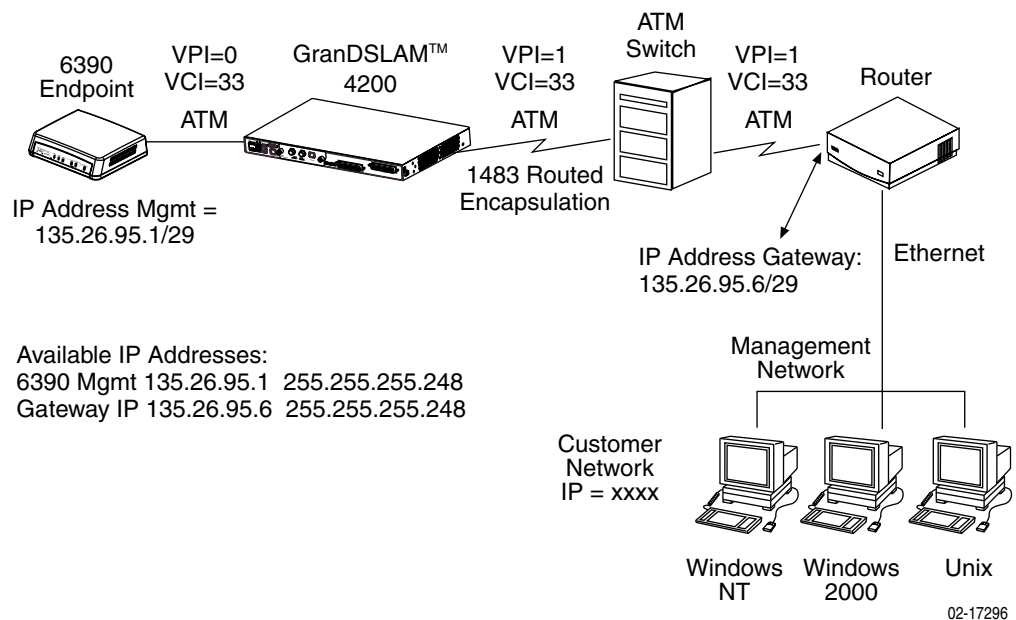 6390
Endpoint
VPI=0
VCI=33
ATM
GranDSLAM™
4200
VPI=1
VCI=33
ATM
1483 Routed
Encapsulation
ATM
Switch
VPI=1
VCI=33
ATM
Router
IP Address Mgmt =
135.26.95.1/29
IP Address Gateway:
135.26.95.6/29
Ethernet
Available IP Addresses:
6390 Mgmt 135.26.95.1 255.255.255.248
Gateway IP 135.26.95.6 255.255.255.248
Management
Network
Customer
Network
IP = xxxx
Windows
NT
Windows
2000
Unix
02-17296